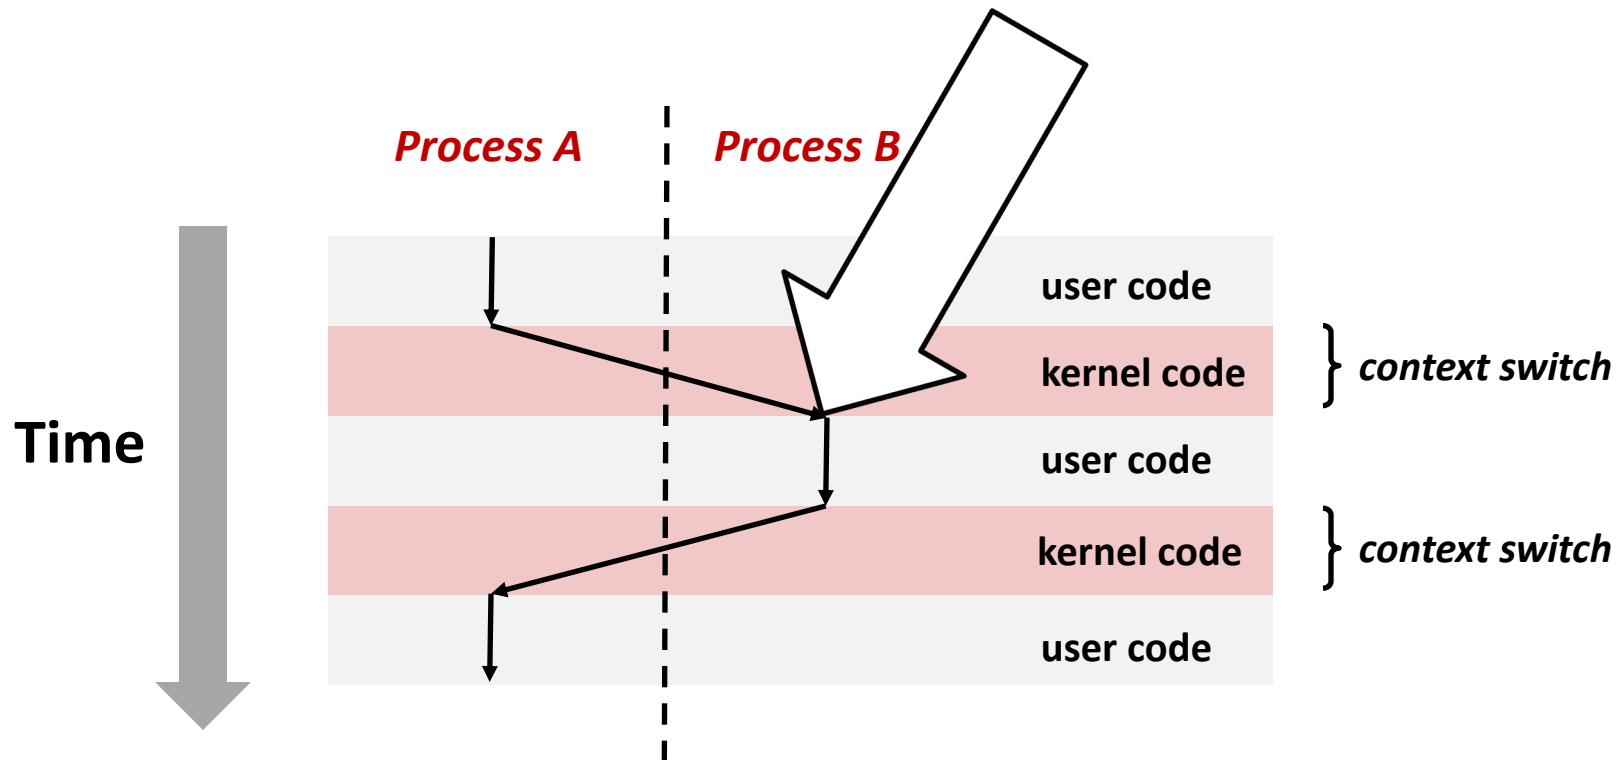 Process A
Process B
user code
kernel code
context switch
Time
user code
kernel code
context switch
user code